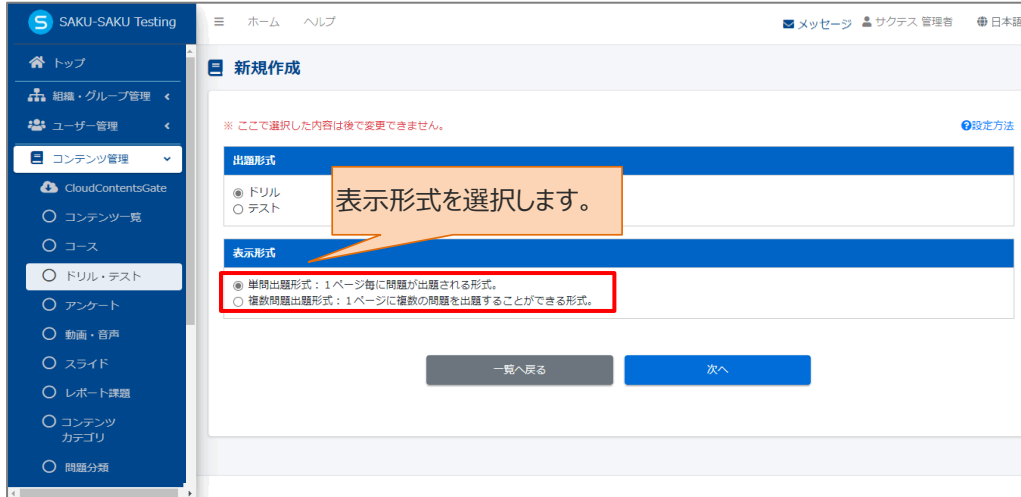 S SAKU-SAKU Testing
ホーム ヘルプ
メッセージ サクテス 管理者 日本語
トップ
組織・グループ管理
ユーザー管理
コンテンツ管理
CloudContentsGate
コンテンツ一覧
コース
ドリル・テスト
アンケート
動画・音声
スライド
レポート課題
コンテンツ
カテゴリ
問題分類
新規作成
※ ここで選択した内容は後で変更できません。
設定方法
出題形式
ドリル
テスト
表示形式を選択します。
表示形式
単問出題形式：１ページ毎に問題が出題される形式。
複数問題出題形式：１ページに複数の問題を出題することができる形式。
一覧へ戻る
次へ